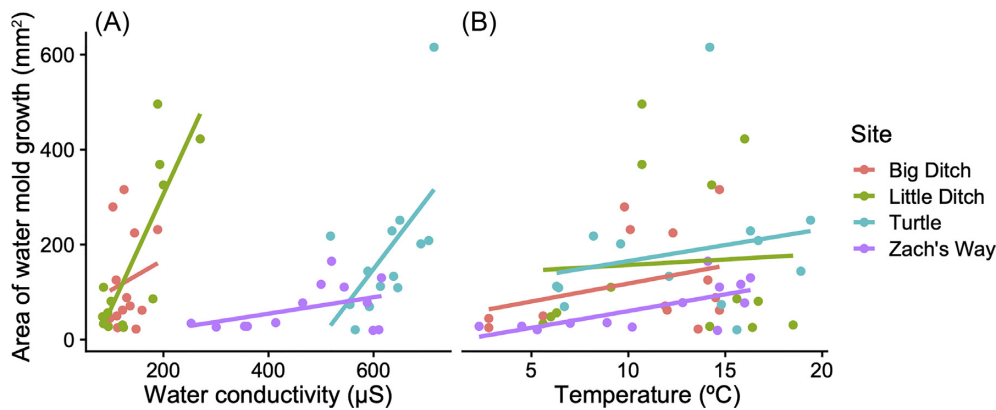 (A)
(B)
Area of water mold growth (mm²)
600
400
200
0
200
400
600
Water conductivity (µS)
5
10
15
20
Temperature (ºC)
Site
Big Ditch
Little Ditch
Turtle
Zach's Way